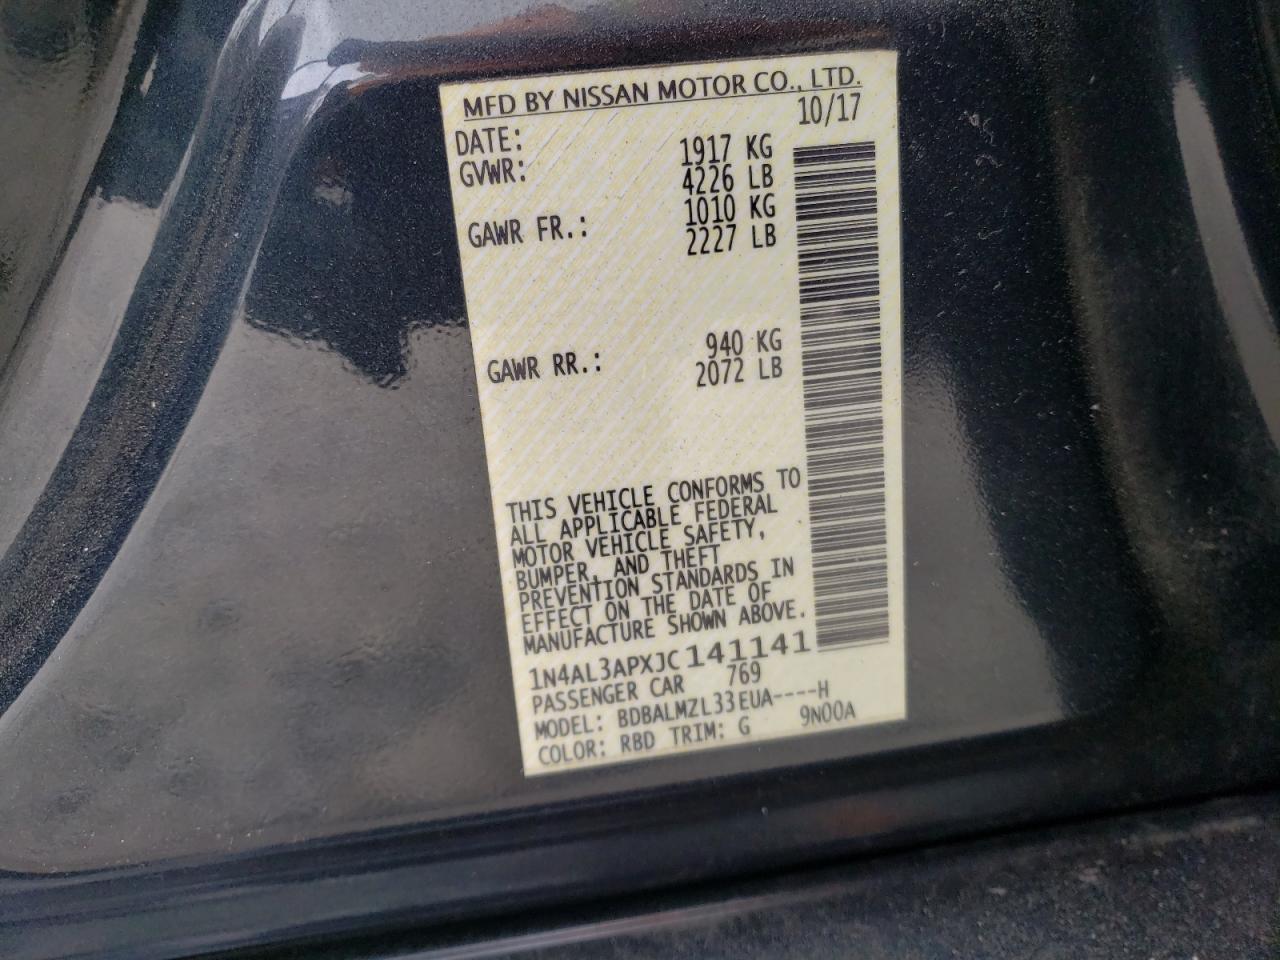 MFD BY NISSAN MOTOR CO., LTD.
DATE: 10/17
GVWR: 1917 KG
4226 LB
GAWR FR.: 1010 KG
2227 LB
GAWR RR.: 940 KG
2072 LB
THIS VEHICLE CONFORMS TO
ALL APPLICABLE FEDERAL
MOTOR VEHICLE SAFETY,
BUMPER, AND THEFT
PREVENTION STANDARDS IN
EFFECT ON THE DATE OF
MANUFACTURE SHOWN ABOVE.
1N4AL3APXJC141141
PASSENGER CAR 769
MODEL: BDBALMZL33EUA----H
COLOR: RBD TRIM: G 9N00A